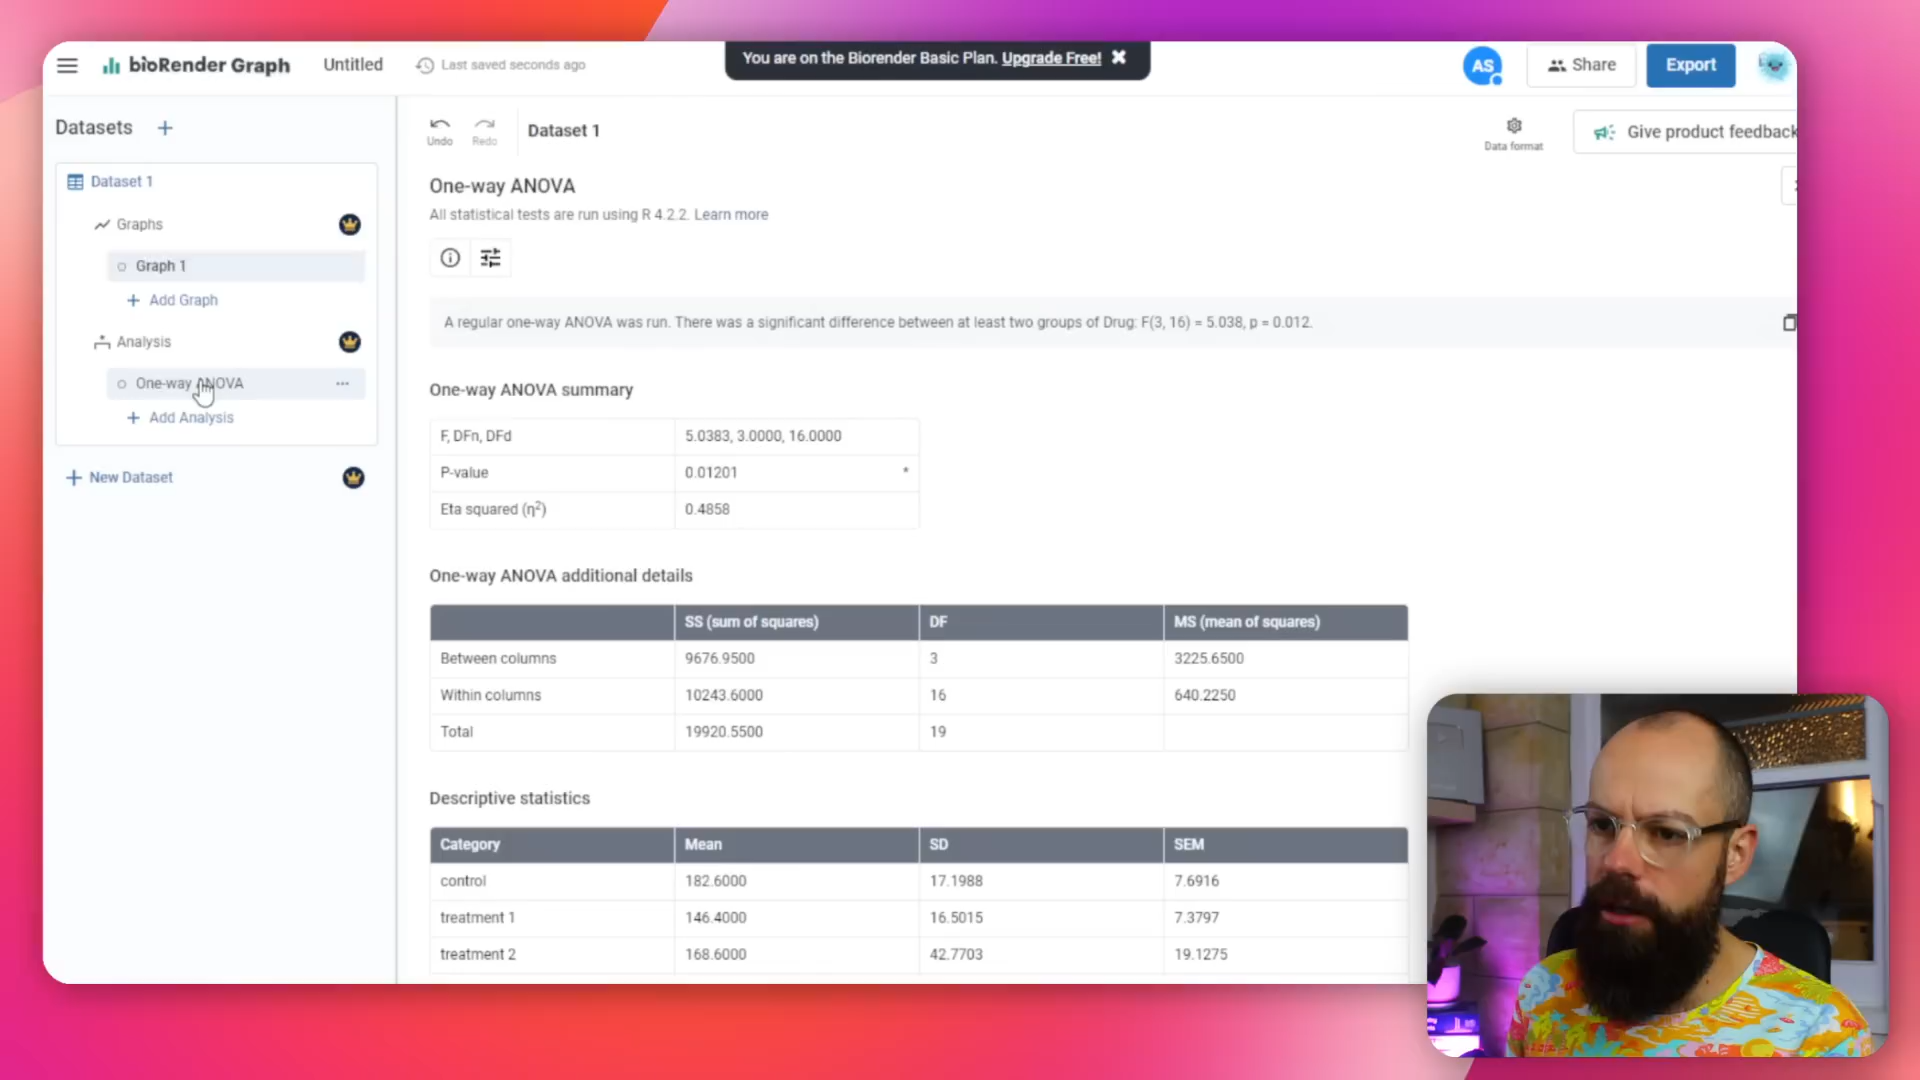 bioRender Graph
Untitled
Last saved seconds ago
You are on the Biorender Basic Plan. Upgrade Free! ✖
AS
Share
Export
Datasets +
Undo
Redo
Dataset 1
Data format
Give product feedback
Dataset 1
Graphs
Graph 1
+ Add Graph
Analysis
One-way ANOVA ...
+ Add Analysis
+ New Dataset
One-way ANOVA
All statistical tests are run using R 4.2.2. Learn more
A regular one-way ANOVA was run. There was a significant difference between at least two groups of Drug: F(3, 16) = 5.038, p = 0.012.
One-way ANOVA summary
F, DFn, DFd 5.0383, 3.0000, 16.0000
P-value 0.01201 *
Eta squared (η²) 0.4858
One-way ANOVA additional details
SS (sum of squares) DF MS (mean of squares)
Between columns 9676.9500 3 3225.6500
Within columns 10243.6000 16 640.2250
Total 19920.5500 19
Descriptive statistics
Category Mean SD SEM
control 182.6000 17.1988 7.6916
treatment 1 146.4000 16.5015 7.3797
treatment 2 168.6000 42.7703 19.1275